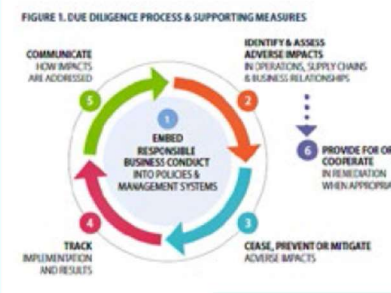 FIGURE 1. DUE DILIGENCE PROCESS & SUPPORTING MEASURES
COMMUNICATE
HOW IMPACTS
ARE ADDRESSED
IDENTIFY & ASSESS
ADVERSE IMPACTS
IN OPERATIONS, SUPPLY CHAINS
& BUSINESS RELATIONSHIPS
5
2
1
EMBED
RESPONSIBLE
BUSINESS CONDUCT
INTO POLICIES &
MANAGEMENT SYSTEMS
6
PROVIDE FOR OR
COOPERATE
IN REMEDIATION
WHEN APPROPRIA
4
3
TRACK
IMPLEMENTATION
AND RESULTS
CEASE, PREVENT OR MITIGATE
ADVERSE IMPACTS